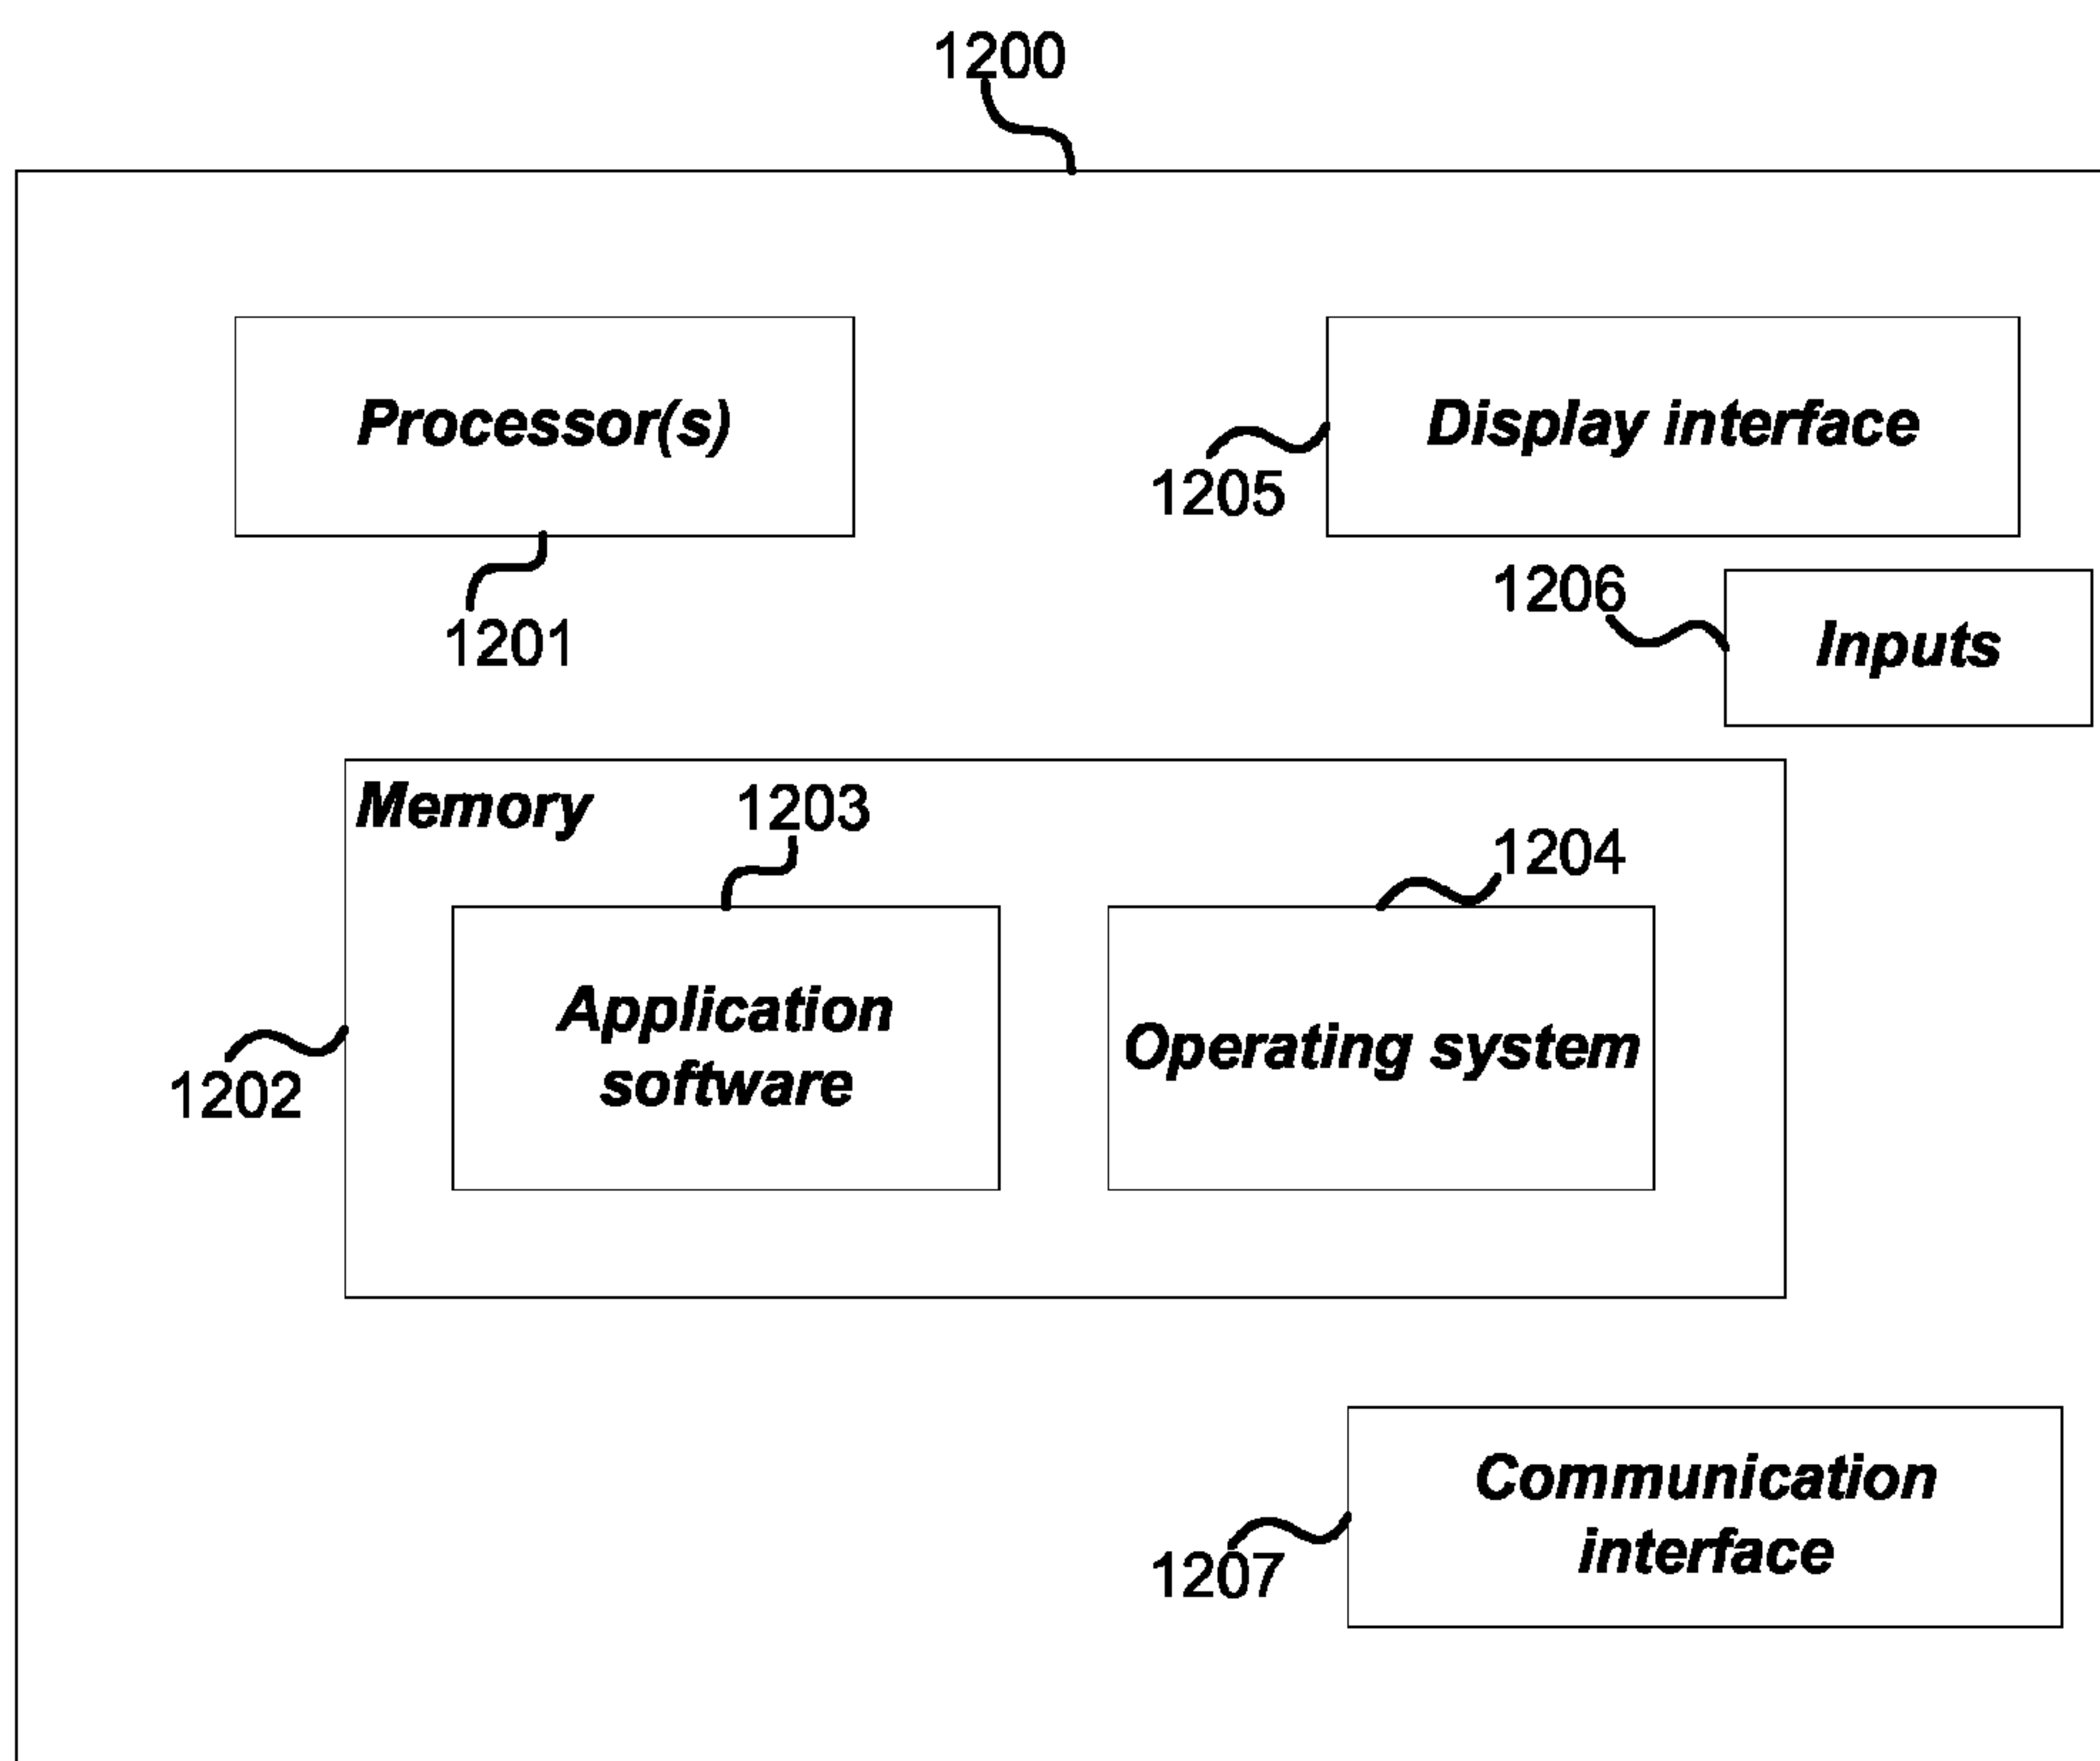 1200
Processor(s)
1201
Display interface
1205
1206
Inputs
Memory
1203
1204
Application
software
Operating system
1202
Communication
interface
1207